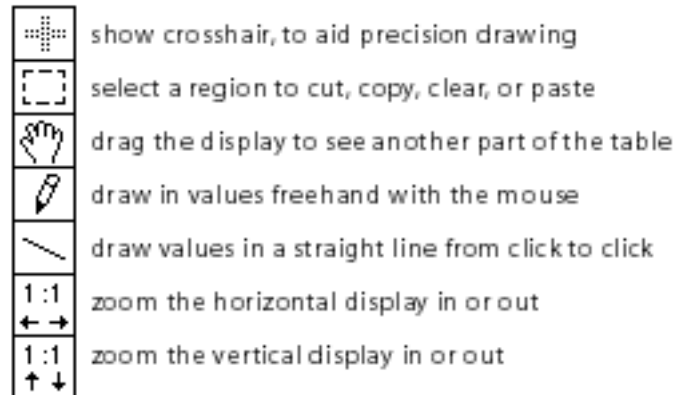 show crosshair, to aid precision drawing
select a region to cut, copy, clear, or paste
drag the display to see another part of the table
draw in values freehand with the mouse
draw values in a straight line from click to click
1:1
zoom the horizontal display in or out
1:1
zoom the vertical display in or out